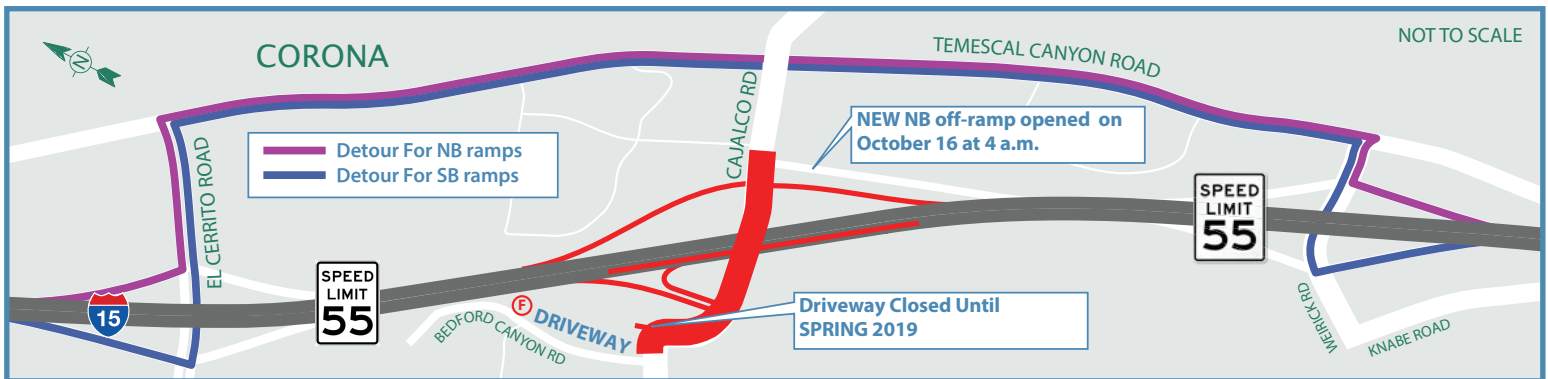 N
CORONA
NOT TO SCALE
TEMESCAL CANYON ROAD
CAJALCO RD
NEW NB off-ramp opened on
October 16 at 4 a.m.
EL CERRITO ROAD
Detour For NB ramps
Detour For SB ramps
SPEED
LIMIT
55
SPEED
LIMIT
55
15
F
DRIVEWAY
BEDFORD CANYON RD
Driveway Closed Until
SPRING 2019
WEIRICK RD
KNABE ROAD